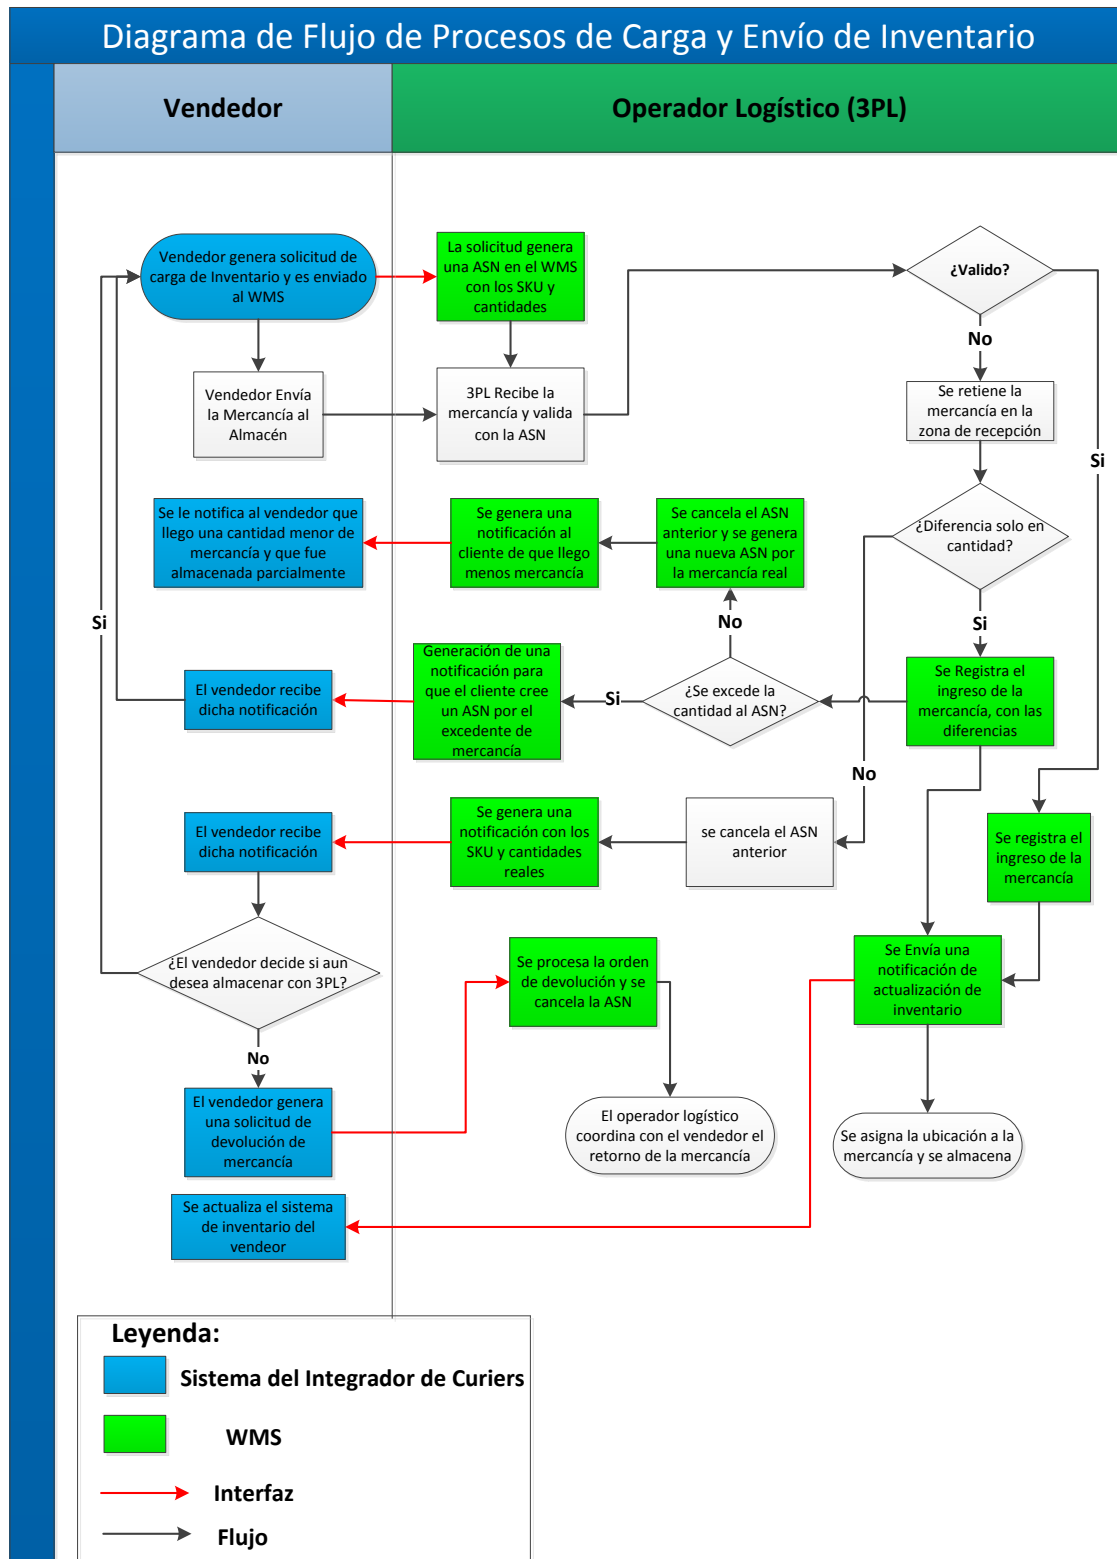 Diagrama de Flujo de Procesos de Carga y Envío de Inventario
Vendedor
Operador Logístico (3PL)
Vendedor genera solicitud de
carga de Inventario y es enviado
al WMS
La solicitud genera
una ASN en el WMS
con los SKU y
cantidades
¿Valido?
No
Si
Vendedor Envía
la Mercancía al
Almacén
3PL Recibe la
mercancía y valida
con la ASN
Se retiene la
mercancía en la
zona de recepción
Se le notifica al vendedor que
llego una cantidad menor de
mercancía y que fue
almacenada parcialmente
Se genera una
notificación al
cliente de que llego
menos mercancía
Se cancela el ASN
anterior y se genera
una nueva ASN por
la mercancía real
¿Diferencia solo en
cantidad?
Si
No
Si
El vendedor recibe
dicha notificación
Generación de una
notificación para
que el cliente cree
un ASN por el
excedente de
mercancía
Si
¿Se excede la
cantidad al ASN?
Se Registra el
ingreso de la
mercancía, con las
diferencias
No
El vendedor recibe
dicha notificación
Se genera una
notificación con los
SKU y cantidades
reales
se cancela el ASN
anterior
Se registra el
ingreso de la
mercancía
¿El vendedor decide si aun
desea almacenar con 3PL?
Se procesa la orden
de devolución y se
cancela la ASN
Se Envía una
notificación de
actualización de
inventario
No
El vendedor genera
una solicitud de
devolución de
mercancía
El operador logístico
coordina con el vendedor el
retorno de la mercancía
Se asigna la ubicación a la
mercancía y se almacena
Se actualiza el sistema
de inventario del
vendeor
Leyenda:
Sistema del Integrador de Curiers
WMS
Interfaz
Flujo